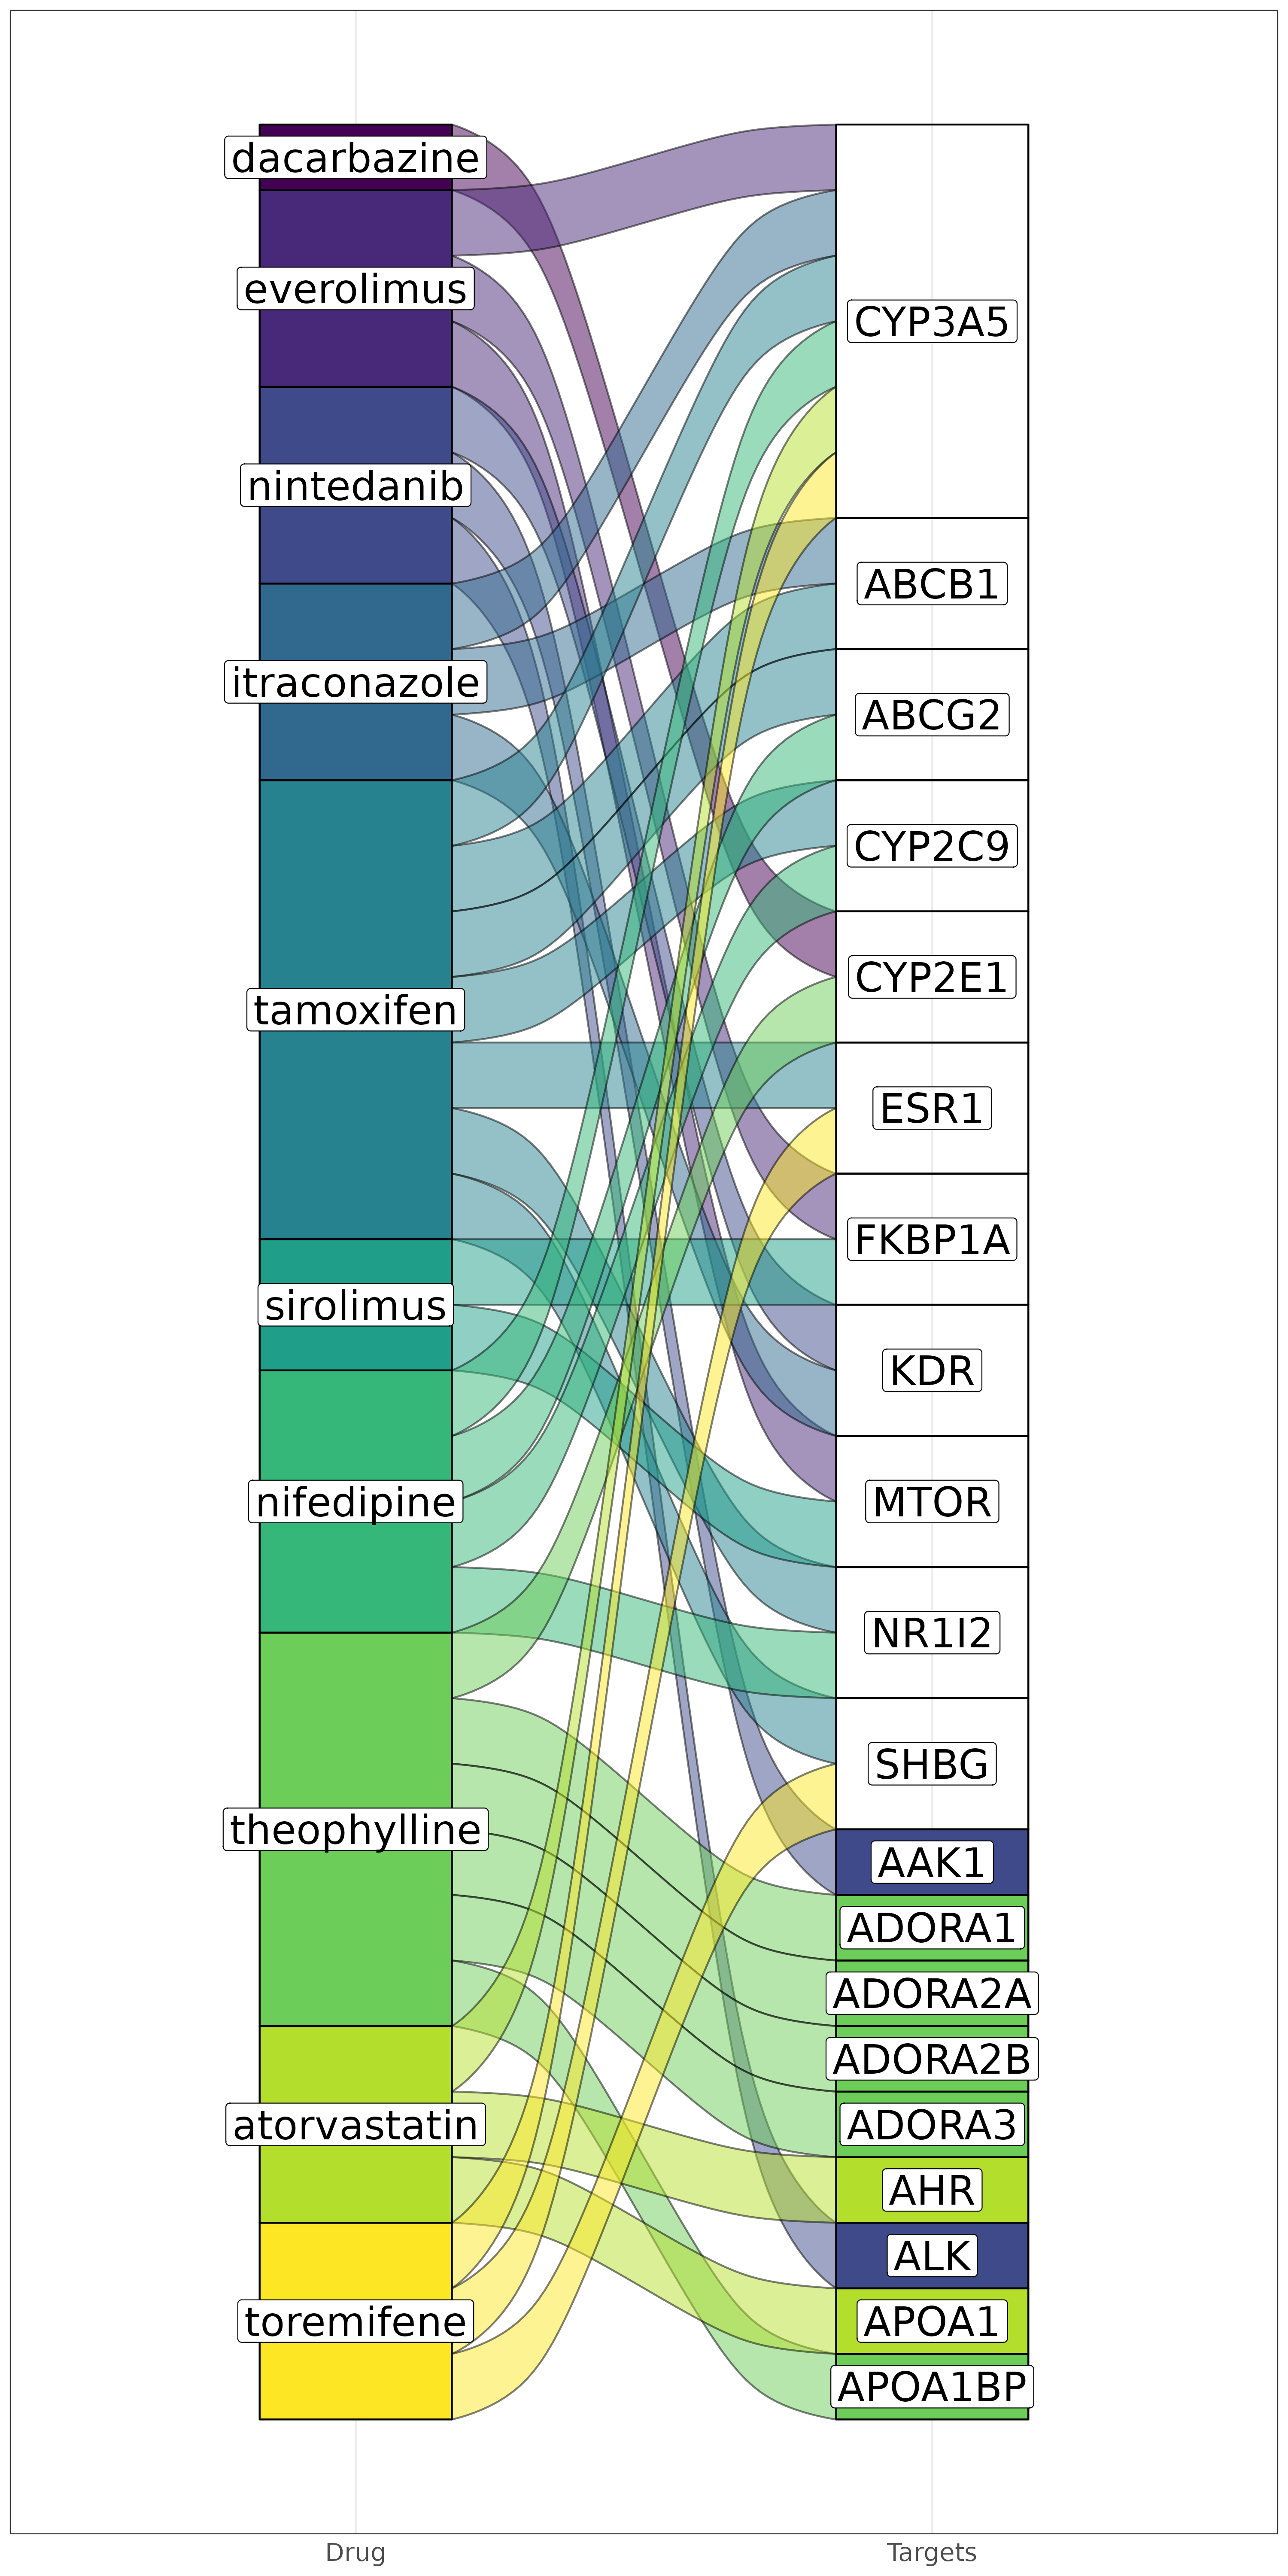 dacarbazine
everolimus
nintedanib
itraconazole
tamoxifen
sirolimus
nifedipine
theophylline
atorvastatin
toremifene
CYP3A5
ABCB1
ABCG2
CYP2C9
CYP2E1
ESR1
FKBP1A
KDR
MTOR
NR1I2
SHBG
AAK1
ADORA1
ADORA2A
ADORA2B
ADORA3
AHR
ALK
APOA1
APOA1BP
Drug
Targets